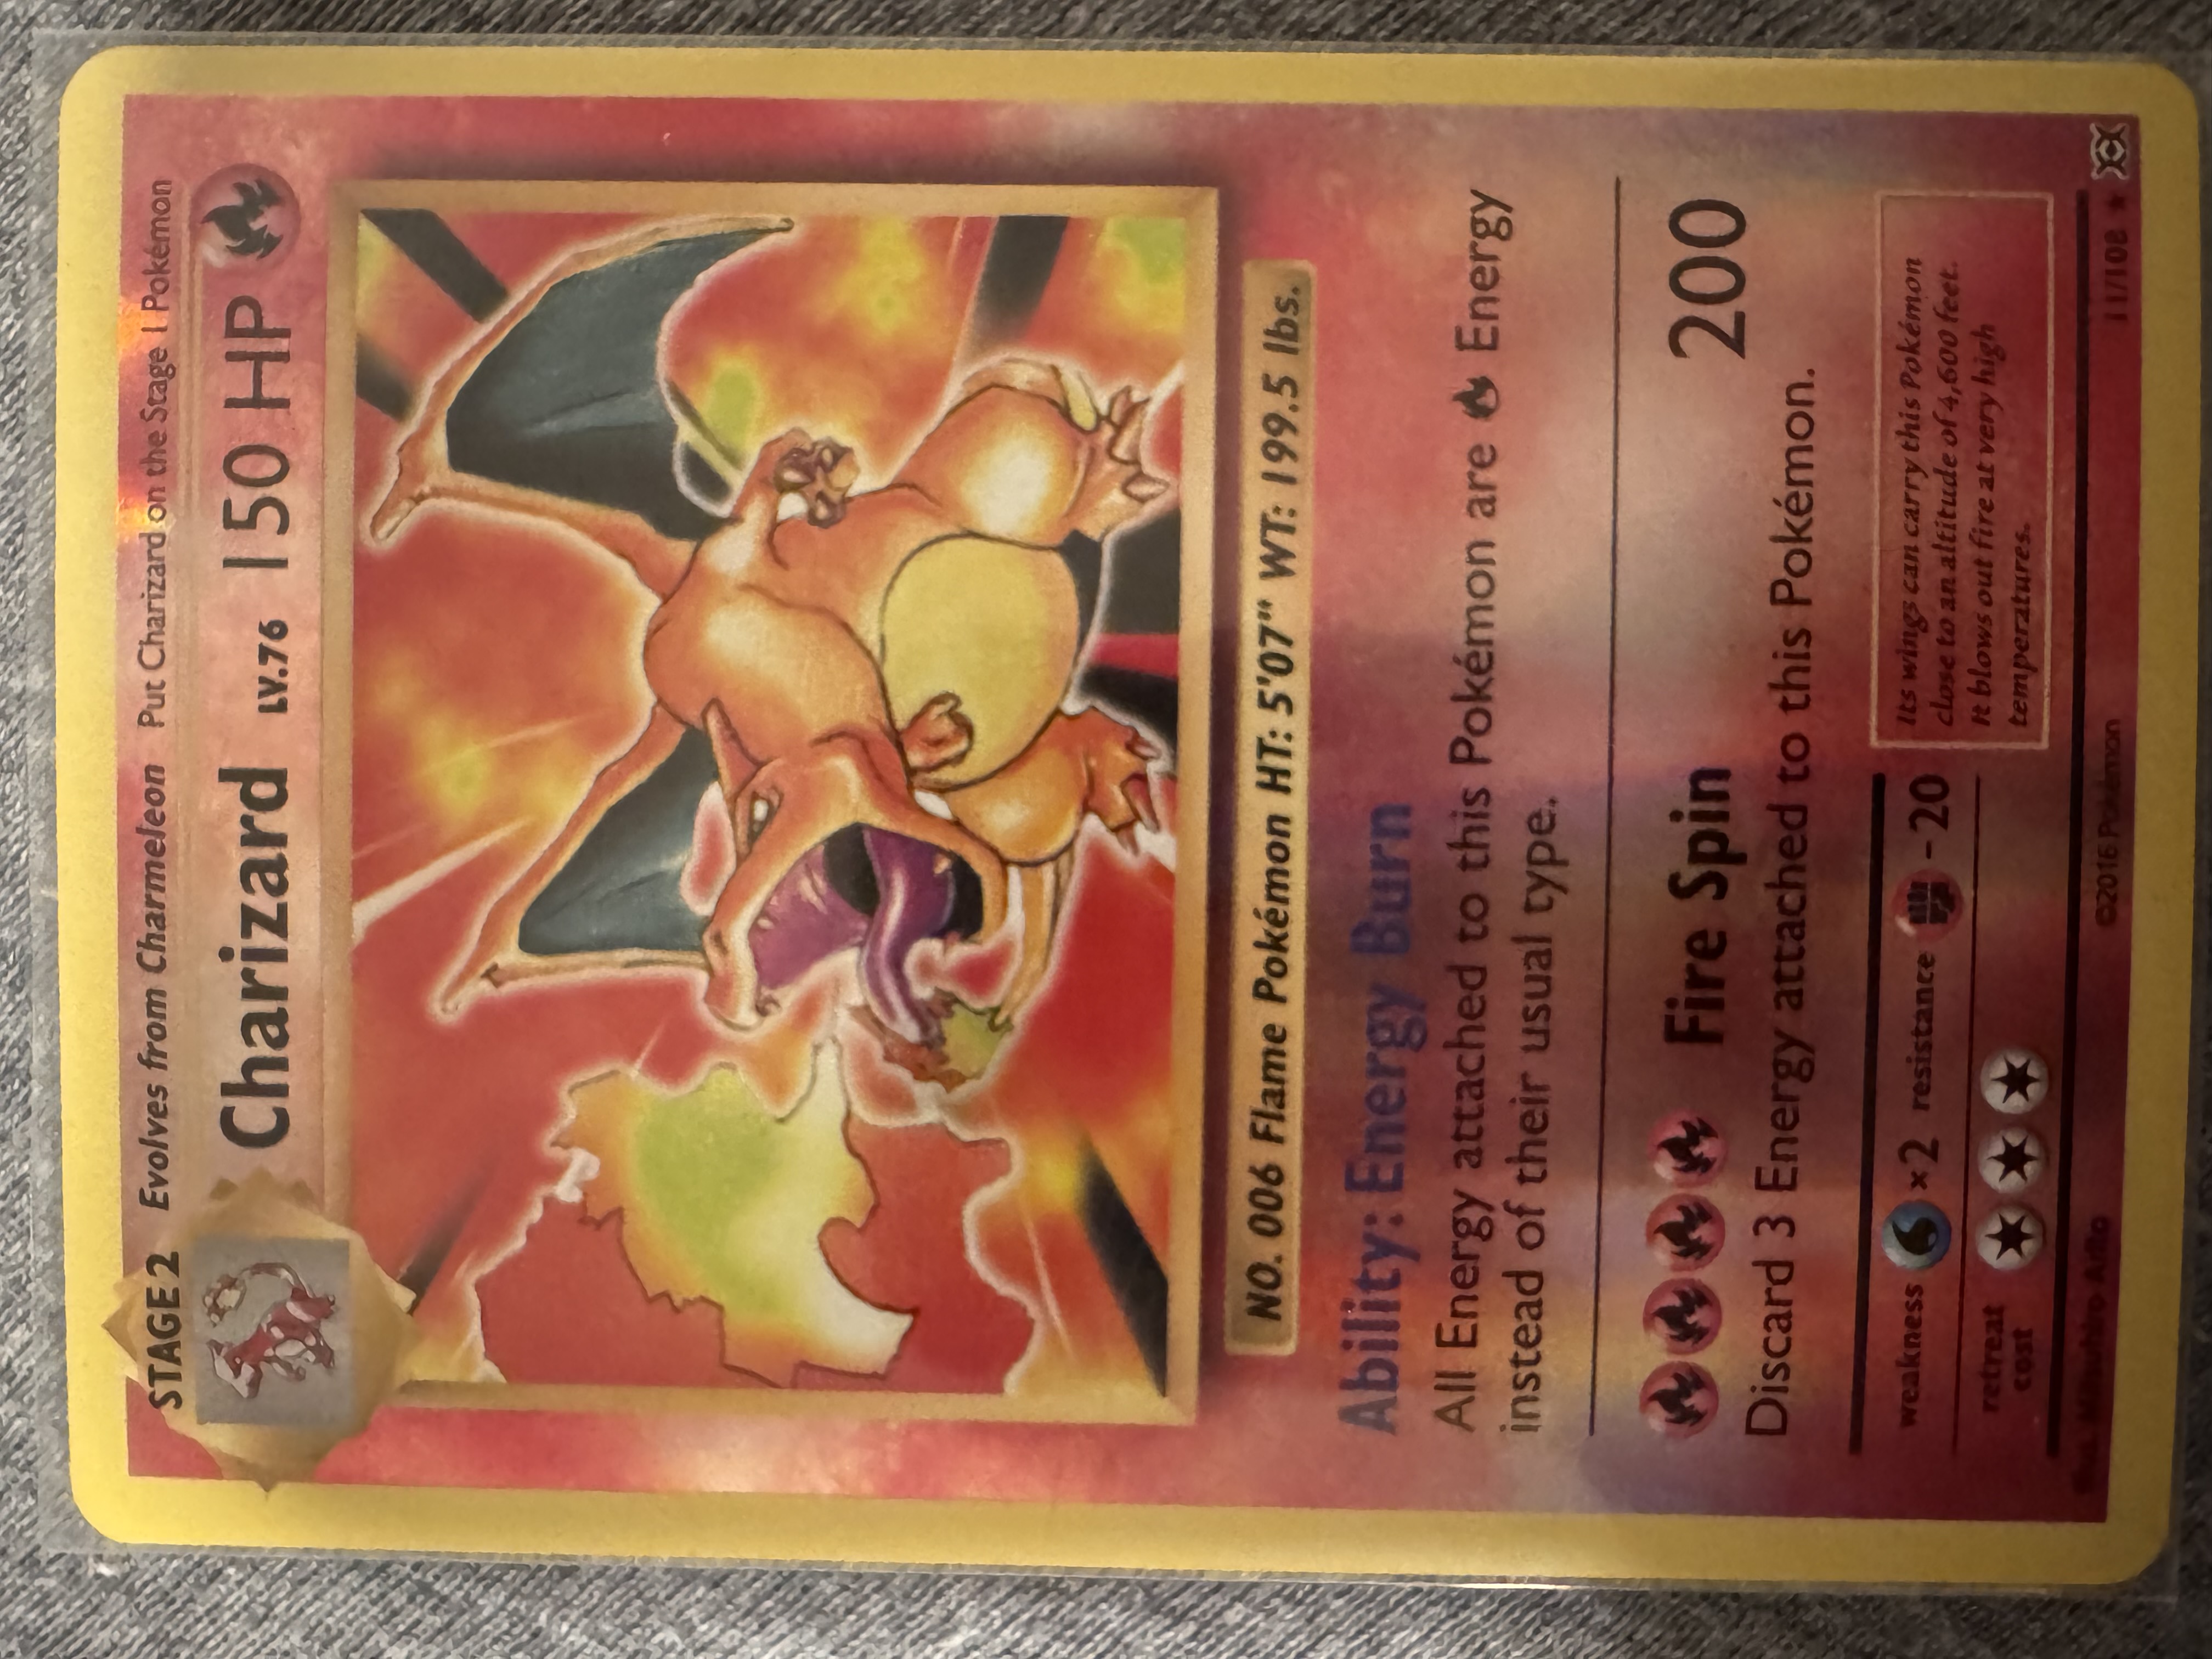 STAGE 2 Evolves from Charmeleon Put Charizard on the Stage 1 Pokémon
Charizard LV.76 150 HP
NO. 006 Flame Pokémon HT: 5'07" WT: 199.5 lbs.
Ability: Energy Burn
All Energy attached to this Pokémon are Energy
instead of their usual type.
Fire Spin 200
Discard 3 Energy attached to this Pokémon.
weakness ×2 resistance -20
retreat
cost
Its wings can carry this Pokémon
close to an altitude of 4,600 feet.
It blows out fire at very high
temperatures.
Mitsuhiro Arita ©2016 Pokémon 11/108 ★